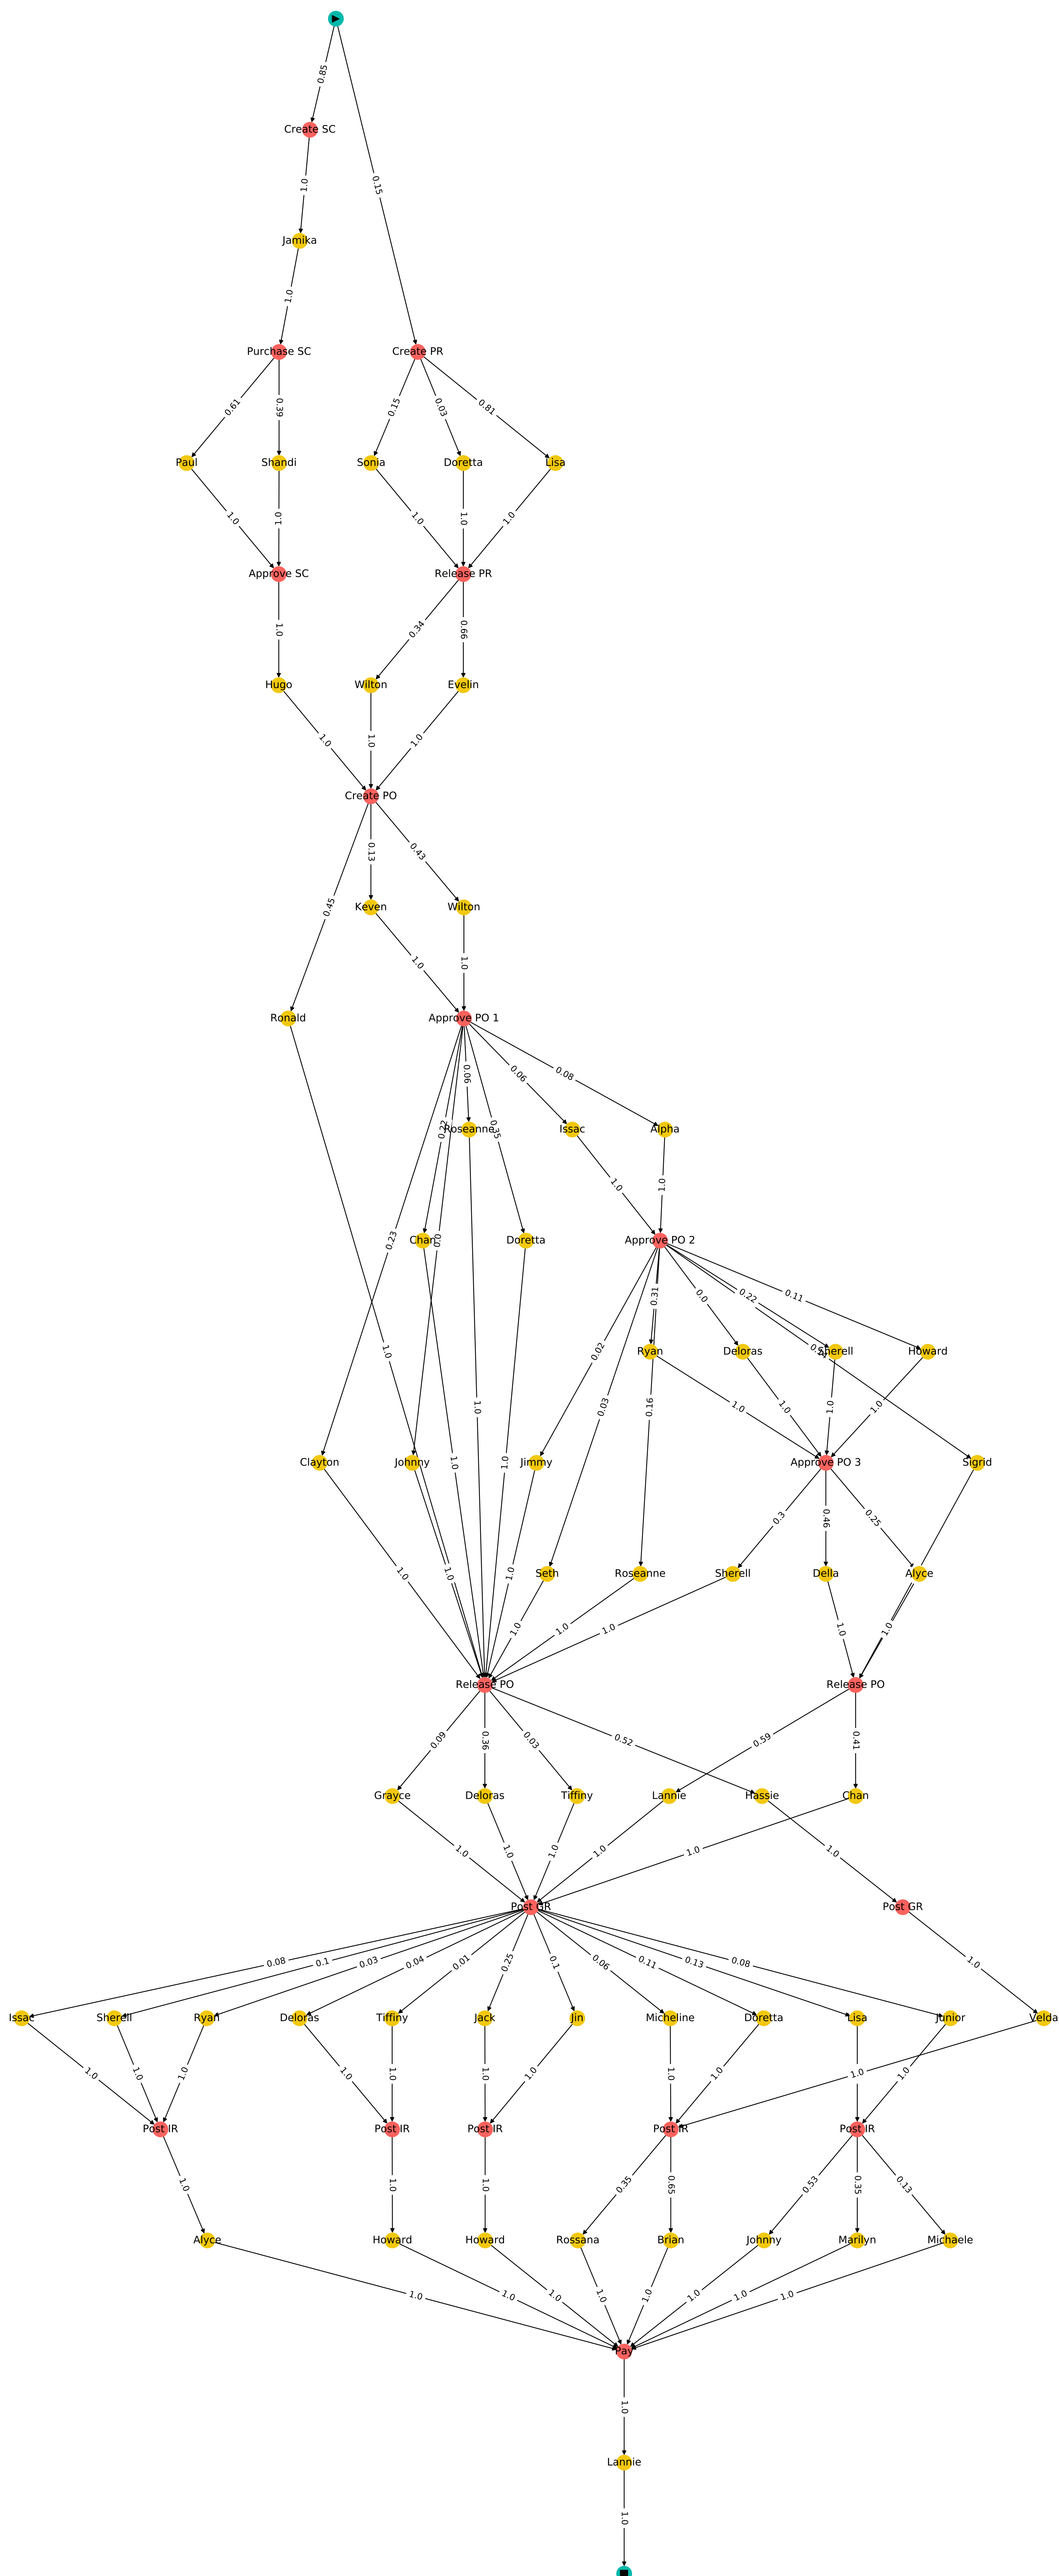 0.85
Create SC
1.0
0.15
Jamika
1.0
Purchase SC Create PR
0.61 0.39 0.15 0.03 0.81
Paul Shandi Sonia Doretta Lisa
1.0 1.0 1.0 1.0 1.0
Approve SC Release PR
1.0 0.34 0.66
Hugo Wilton Evelin
1.0 1.0 1.0
Create PO
0.45 0.13 0.43
Keven Wilton
1.0 1.0
Ronald Approve PO 1
0.06 0.06 0.08
0.22 Roseanne 0.35 Issac Alpha
1.0 1.0
0.23 Chan 0.0 Doretta Approve PO 2
0.31 0.0 0.22 0.11
1.0 0.02 Ryan Deloras Sherell Howard
1.0 0.03 0.16 1.0 1.0 1.0 1.0
Clayton Johnny 1.0 1.0 Jimmy Approve PO 3 Sigrid
0.3 0.46 0.25
1.0 1.0 1.0 Seth Roseanne Sherell Della Alyce
1.0 1.0 1.0 1.0 1.0
Release PO Release PO
0.09 0.36 0.03 0.52 0.59 0.41
Grayce Deloras Tiffiny Lannie Hassie Chan
1.0 1.0 1.0 1.0 1.0 1.0
Post GR Post GR
0.08 0.1 0.03 0.04 0.01 0.25 0.1 0.06 0.11 0.13 0.08 1.0
Issac Sherell Ryan Deloras Tiffiny Jack Jin Micheline Doretta Lisa Junior Velda
1.0 1.0 1.0 1.0 1.0 1.0 1.0 1.0 1.0 1.0 1.0
Post IR Post IR Post IR Post IR Post IR
1.0 1.0 1.0 0.35 0.65 0.53 0.35 0.13
Alyce Howard Howard Rossana Brian Johnny Marilyn Michaele
1.0 1.0 1.0 1.0 1.0 1.0 1.0 1.0
Pay
1.0
Lannie
1.0